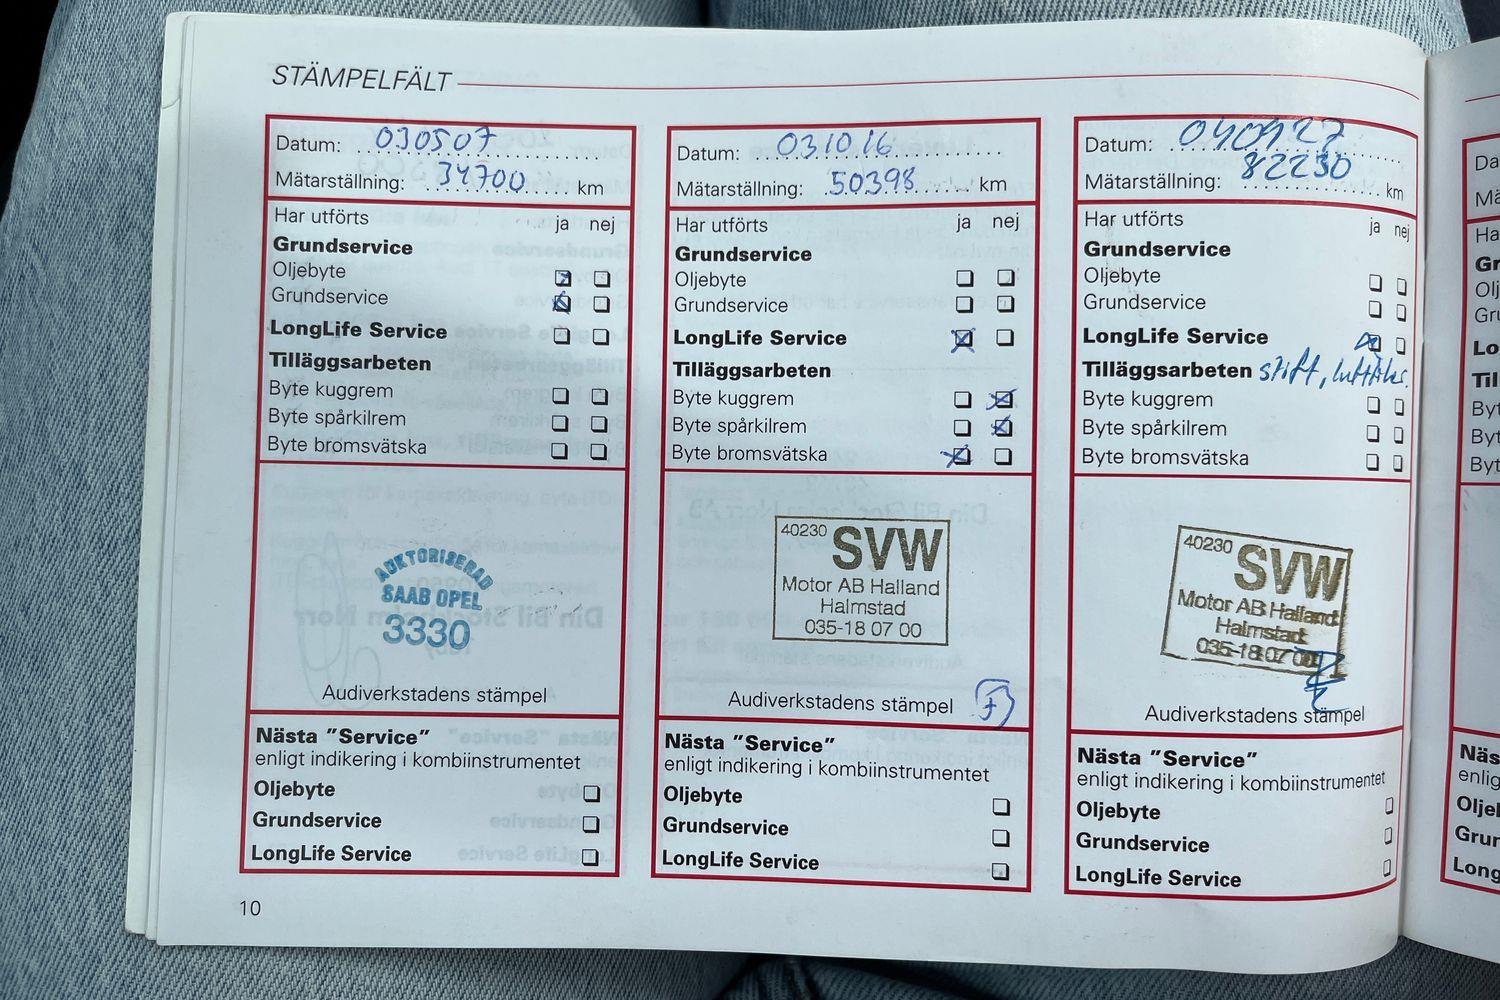 STÄMPELFÄLT
Datum: 030507
Mätarställning: 34700 km
Har utförts ja nej
Grundservice
Oljebyte
Grundservice
LongLife Service
Tilläggsarbeten
Byte kuggrem
Byte spårkilrem
Byte bromsvätska
AUKTORISERAD
SAAB OPEL
3330
Audiverkstadens stämpel
Nästa ”Service”
enligt indikering i kombiinstrumentet
Oljebyte
Grundservice
LongLife Service
10
Datum: 031016
Mätarställning: 50398 km
Har utförts ja nej
Grundservice
Oljebyte
Grundservice
LongLife Service
Tilläggsarbeten
Byte kuggrem
Byte spårkilrem
Byte bromsvätska
40230 SVW
Motor AB Halland
Halmstad
035-18 07 00
Audiverkstadens stämpel
Nästa ”Service”
enligt indikering i kombiinstrumentet
Oljebyte
Grundservice
LongLife Service
Datum: 040927
Mätarställning: 82230 km
Har utförts ja nej
Grundservice
Oljebyte
Grundservice
LongLife Service
Tilläggsarbeten stift,
Byte kuggrem
Byte spårkilrem
Byte bromsvätska
40230 SVW
Motor AB Halland
Halmstad
035-18 07 00
Audiverkstadens stämpel
Nästa ”Service”
enligt indikering i kombiinstrumentet
Oljebyte
Grundservice
LongLife Service